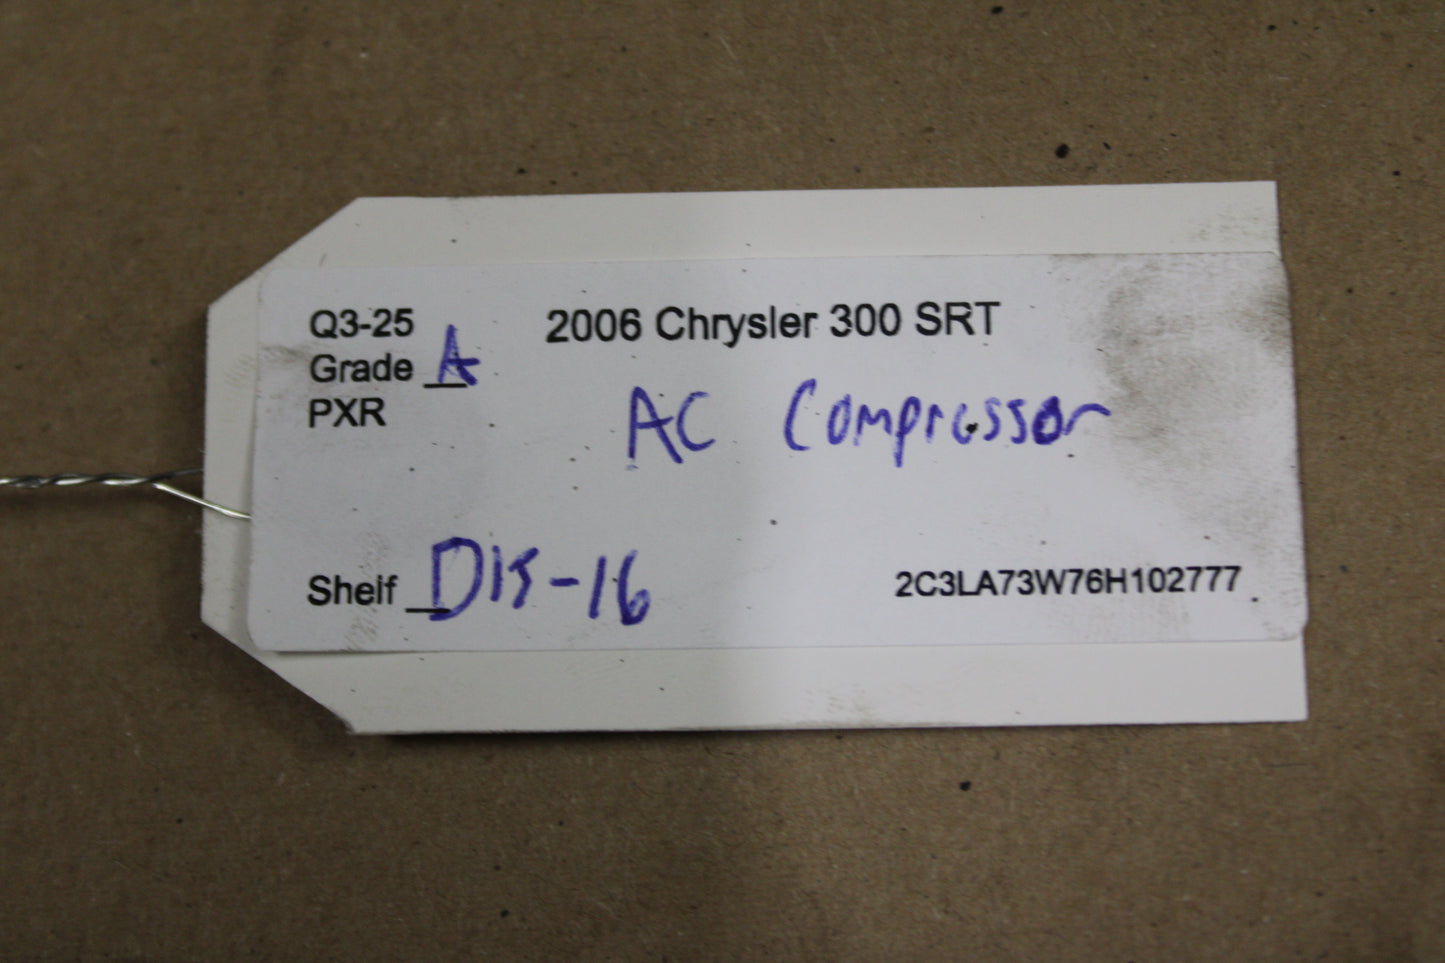 Q3-25 2006 Chrysler 300 SRT
Grade A
PXR AC Compressor
Shelf D15-16 2C3LA73W76H102777